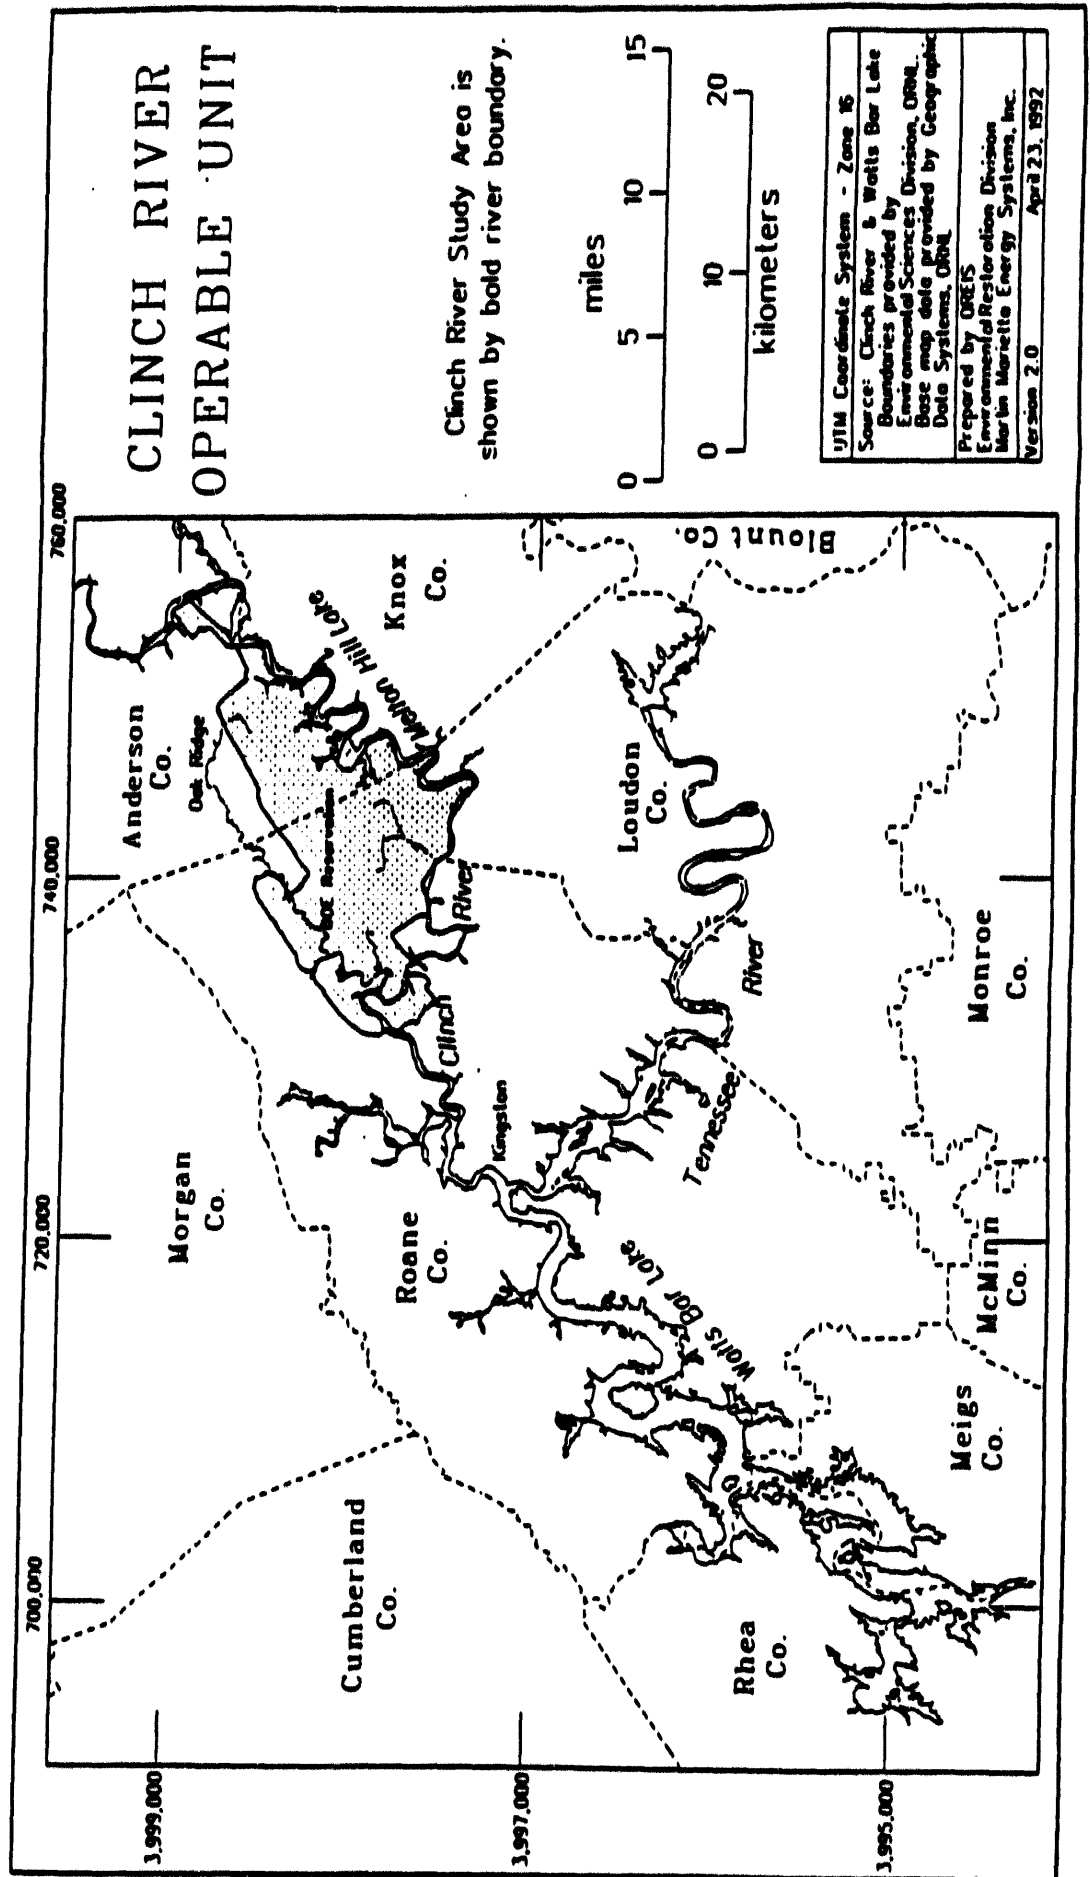 CLINCH RIVER
OPERABLE UNIT
Clinch River Study Area is
shown by bold river boundary.
0 5 10 15
miles
0 10 20
kilometers
UTM Coordinate System - Zone 16
Source: Clinch River & Watts Bar Lake
Boundaries provided by
Environmental Sciences Division, ORNL.
Base map data provided by Geographic
Data Systems, ORNL
Prepared by OREIS
Environmental Restoration Division
Martin Marietta Energy Systems, Inc.
Version 2.0 April 23, 1992
700,000
720,000
740,000
760,000
3,999,000
3,997,000
3,995,000
Anderson
Co.
Oak Ridge
DOE Reservation
Melton Hill Lake
Knox
Co.
Blount Co.
Morgan
Co.
Clinch
River
Kingston
Roane
Co.
Loudon
Co.
Tennessee
River
Cumberland
Co.
Watts Bar Lake
Monroe
Co.
McMinn
Co.
Meigs
Co.
Rhea
Co.